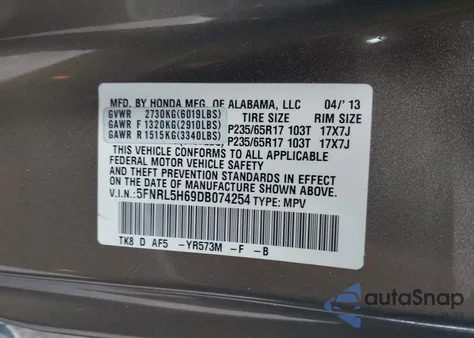 MFD. BY HONDA MFG. OF ALABAMA, LLC 04/'13
GVWR 2730KG(6019LBS) TIRE SIZE RIM SIZE
GAWR F 1320KG(2910LBS) P235/65R17 103T 17X7J
GAWR R 1515KG(3340LBS) P235/65R17 103T 17X7J
THIS VEHICLE CONFORMS TO ALL APPLICABLE
FEDERAL MOTOR VEHICLE SAFETY AND
THEFT PREVENTION STANDARDS IN EFFECT
ON THE DATE OF MANUFACTURE SHOWN ABOVE.
V.I.N.: 5FNRL5H69DB074254 TYPE: MPV
TK8 D AF5 -YR573M -F -B
autoSnap